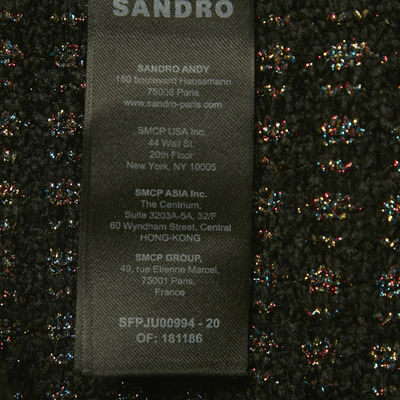 SANDRO
SANDRO ANDY
150 boulevard Haussmann
75008 Paris
www.sandro-paris.com
SMCP USA Inc.
44 Wall St.
20th Floor
New York, NY 10005
SMCP ASIA Inc.
The Centrium,
Suite 3203A-5A, 32/F
60 Wyndham Street, Central
HONG-KONG
SMCP GROUP,
49, rue Etienne Marcel,
75001 Paris,
France
SFPJU00994 - 20
OF: 181186